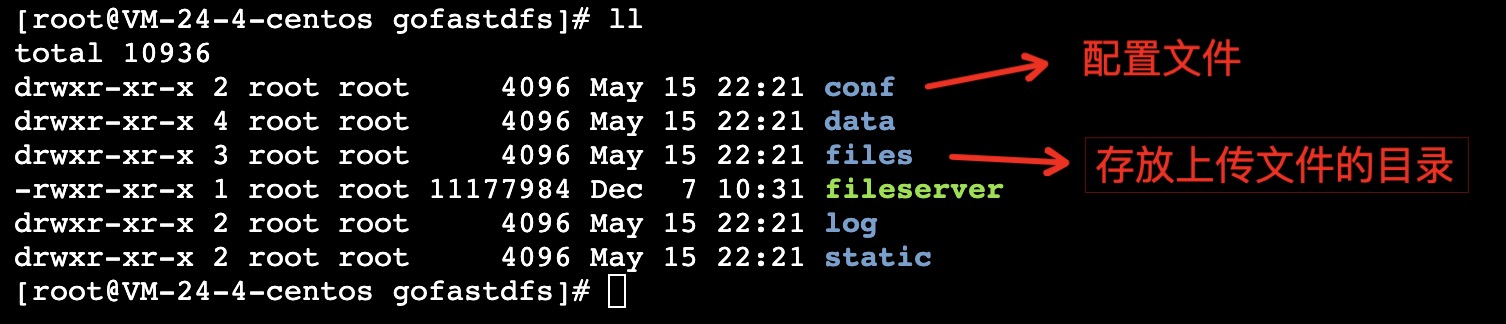 [root@VM-24-4-centos gofastdfs]# ll
total 10936
drwxr-xr-x 2 root root     4096 May 15 22:21 conf 配置文件
drwxr-xr-x 4 root root     4096 May 15 22:21 data
drwxr-xr-x 3 root root     4096 May 15 22:21 files 存放上传文件的目录
-rwxr-xr-x 1 root root 11177984 Dec  7 10:31 fileserver
drwxr-xr-x 2 root root     4096 May 15 22:21 log
drwxr-xr-x 2 root root     4096 May 15 22:21 static
[root@VM-24-4-centos gofastdfs]#